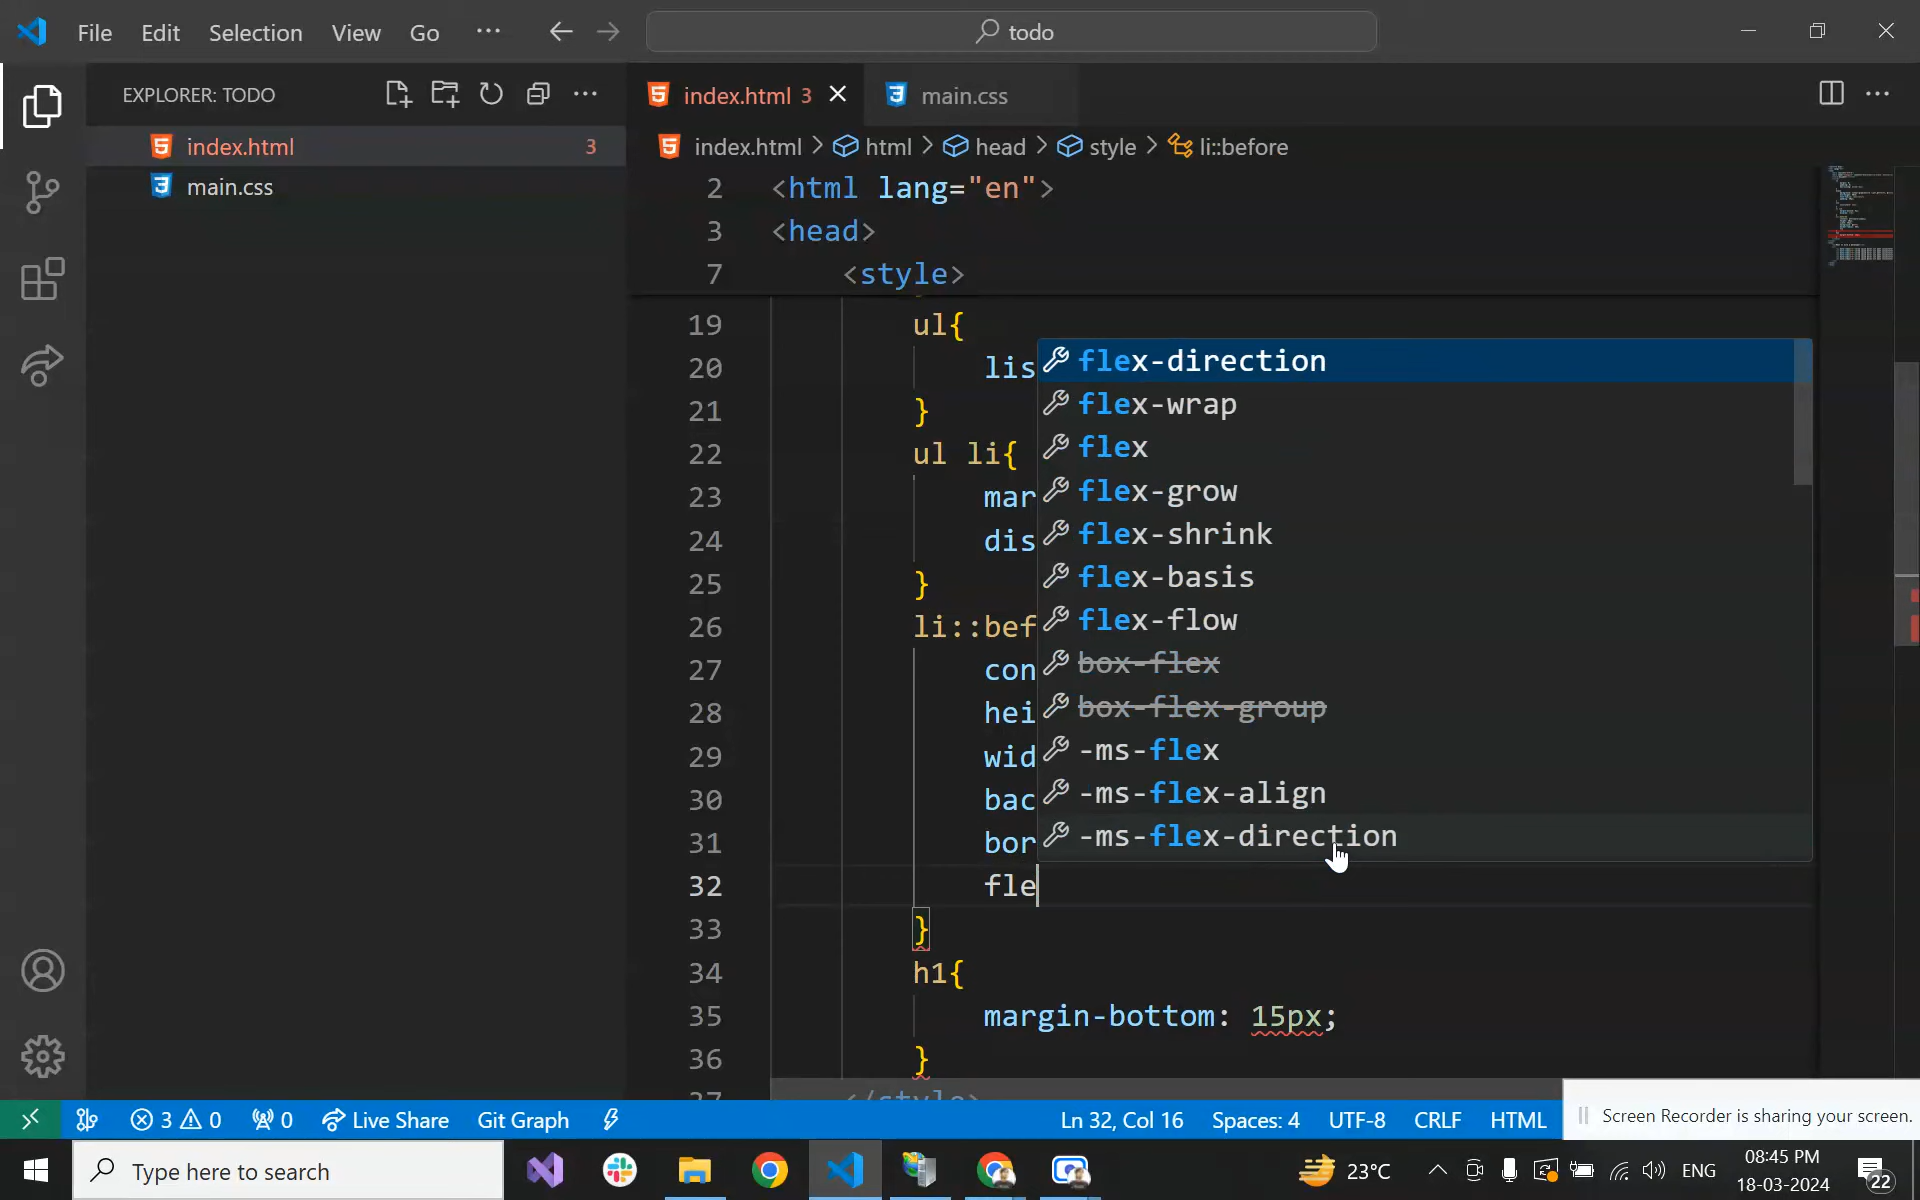 File Edit Selection View Go ··· todo
EXPLORER: TODO
index.html 3
main.css
index.html 3
main.css
index.html > html > head > style > li::before
2 <html lang="en">
3 <head>
7 <style>
19 ul{
20 lis
21 }
22 ul li{
23 mar
24 dis
25 }
26 li::bef
27 con
28 hei
29 wid
30 bac
31 bor
32 fle
33 }
34 h1{
35 margin-bottom: 15px;
36 }
37 </style>
flex-direction
flex-wrap
flex
flex-grow
flex-shrink
flex-basis
flex-flow
box-flex
box-flex-group
-ms-flex
-ms-flex-align
-ms-flex-direction
3 0 0 Live Share Git Graph Ln 32, Col 16 Spaces: 4 UTF-8 CRLF HTML
Screen Recorder is sharing your screen.
Type here to search
23°C ENG
08:45 PM
18-03-2024
22